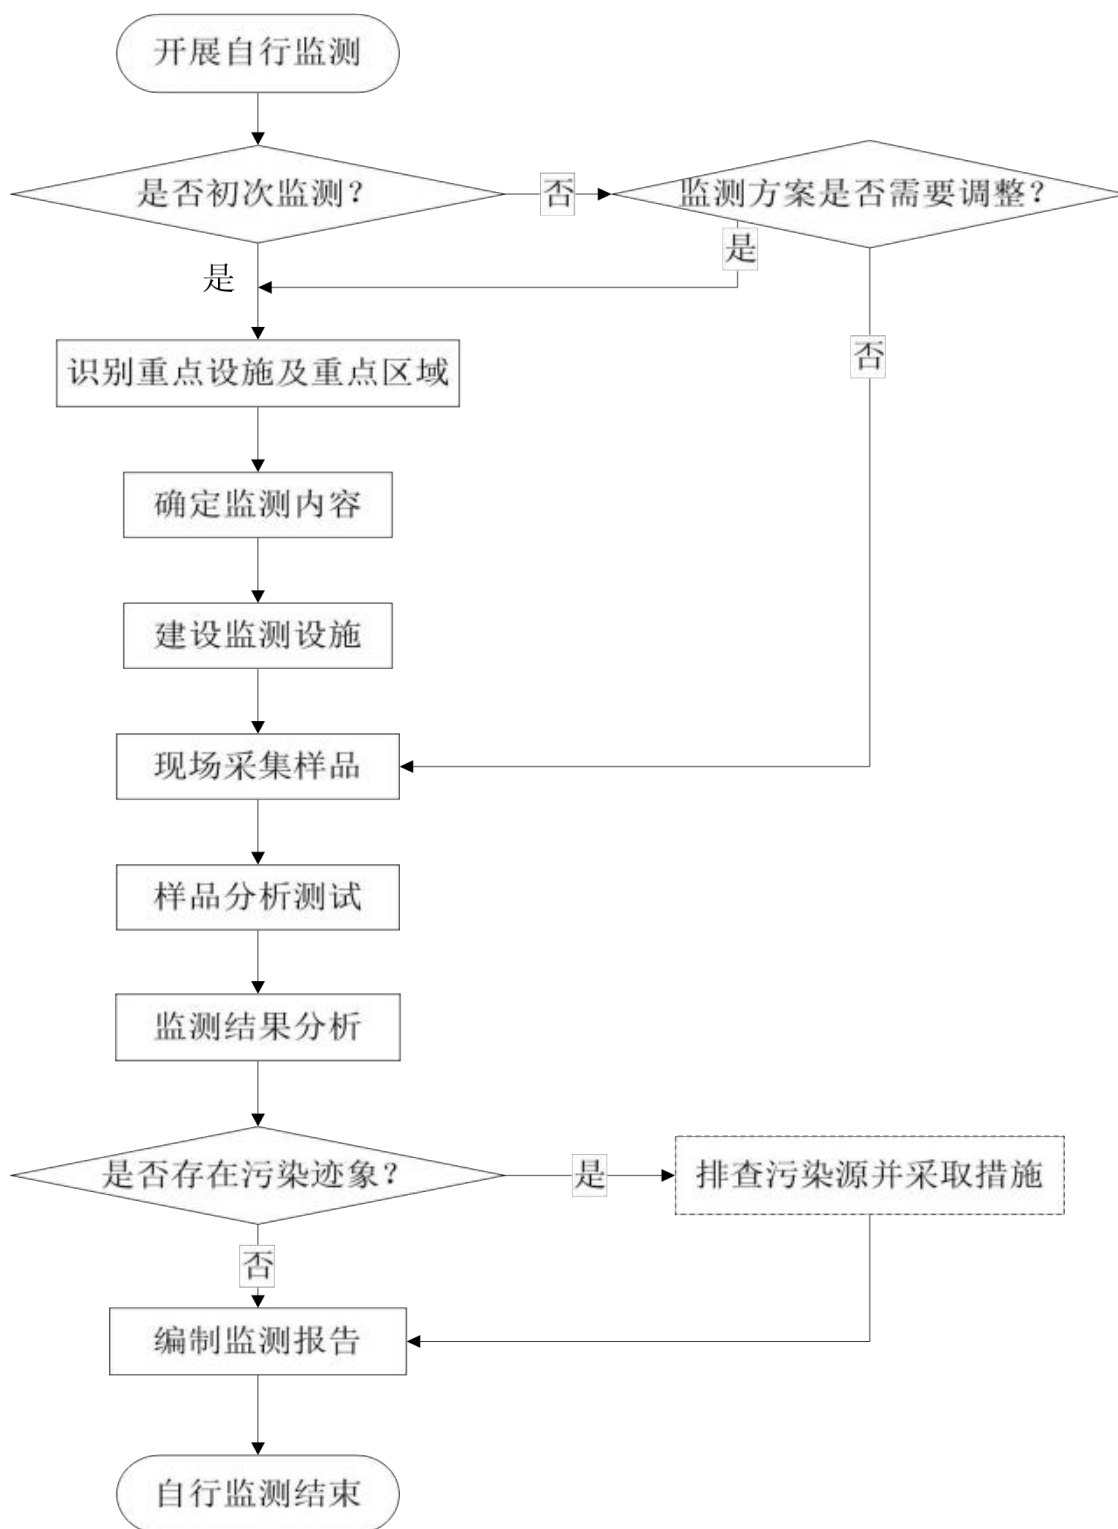 开展自行监测
是否初次监测？
否
监测方案是否需要调整？
是
是
否
识别重点设施及重点区域
确定监测内容
建设监测设施
现场采集样品
样品分析测试
监测结果分析
是否存在污染迹象？
是
排查污染源并采取措施
否
编制监测报告
自行监测结束